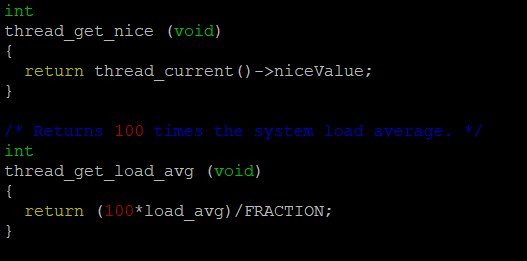 int
thread_get_nice (void)
{
  return thread_current()->niceValue;
}
/* Returns 100 times the system load average. */
int
thread_get_load_avg (void)
{
  return (100*load_avg)/FRACTION;
}